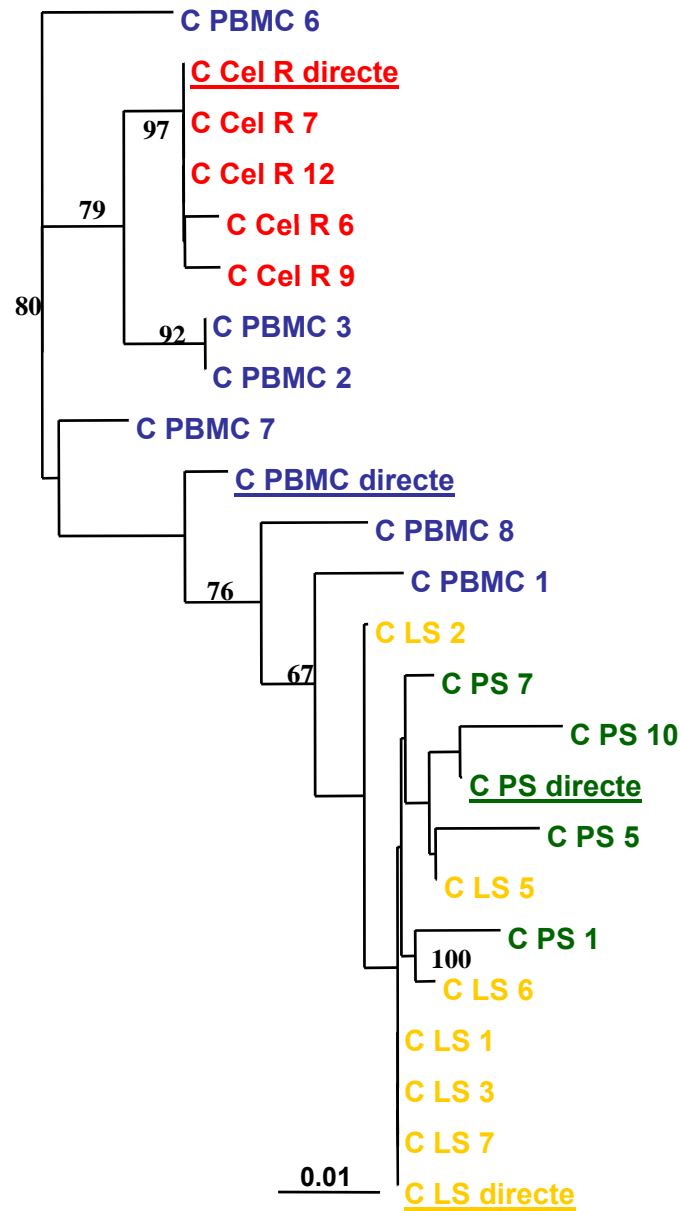 C PBMC 6
C Cel R directe
C Cel R 7
97
C Cel R 12
79
C Cel R 6
C Cel R 9
80
C PBMC 3
92
C PBMC 2
C PBMC 7
C PBMC directe
C PBMC 8
C PBMC 1
76
C LS 2
67
C PS 7
C PS 10
C PS directe
C PS 5
C LS 5
C PS 1
100
C LS 6
C LS 1
C LS 3
C LS 7
0.01
C LS directe